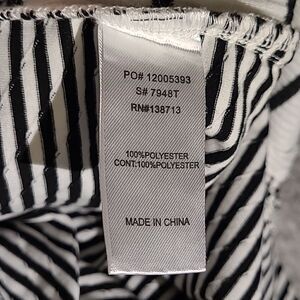 PO# 12005393
S# 7948T
RN#138713
100%POLYESTER
CONT:100%POLYESTER
MADE IN CHINA